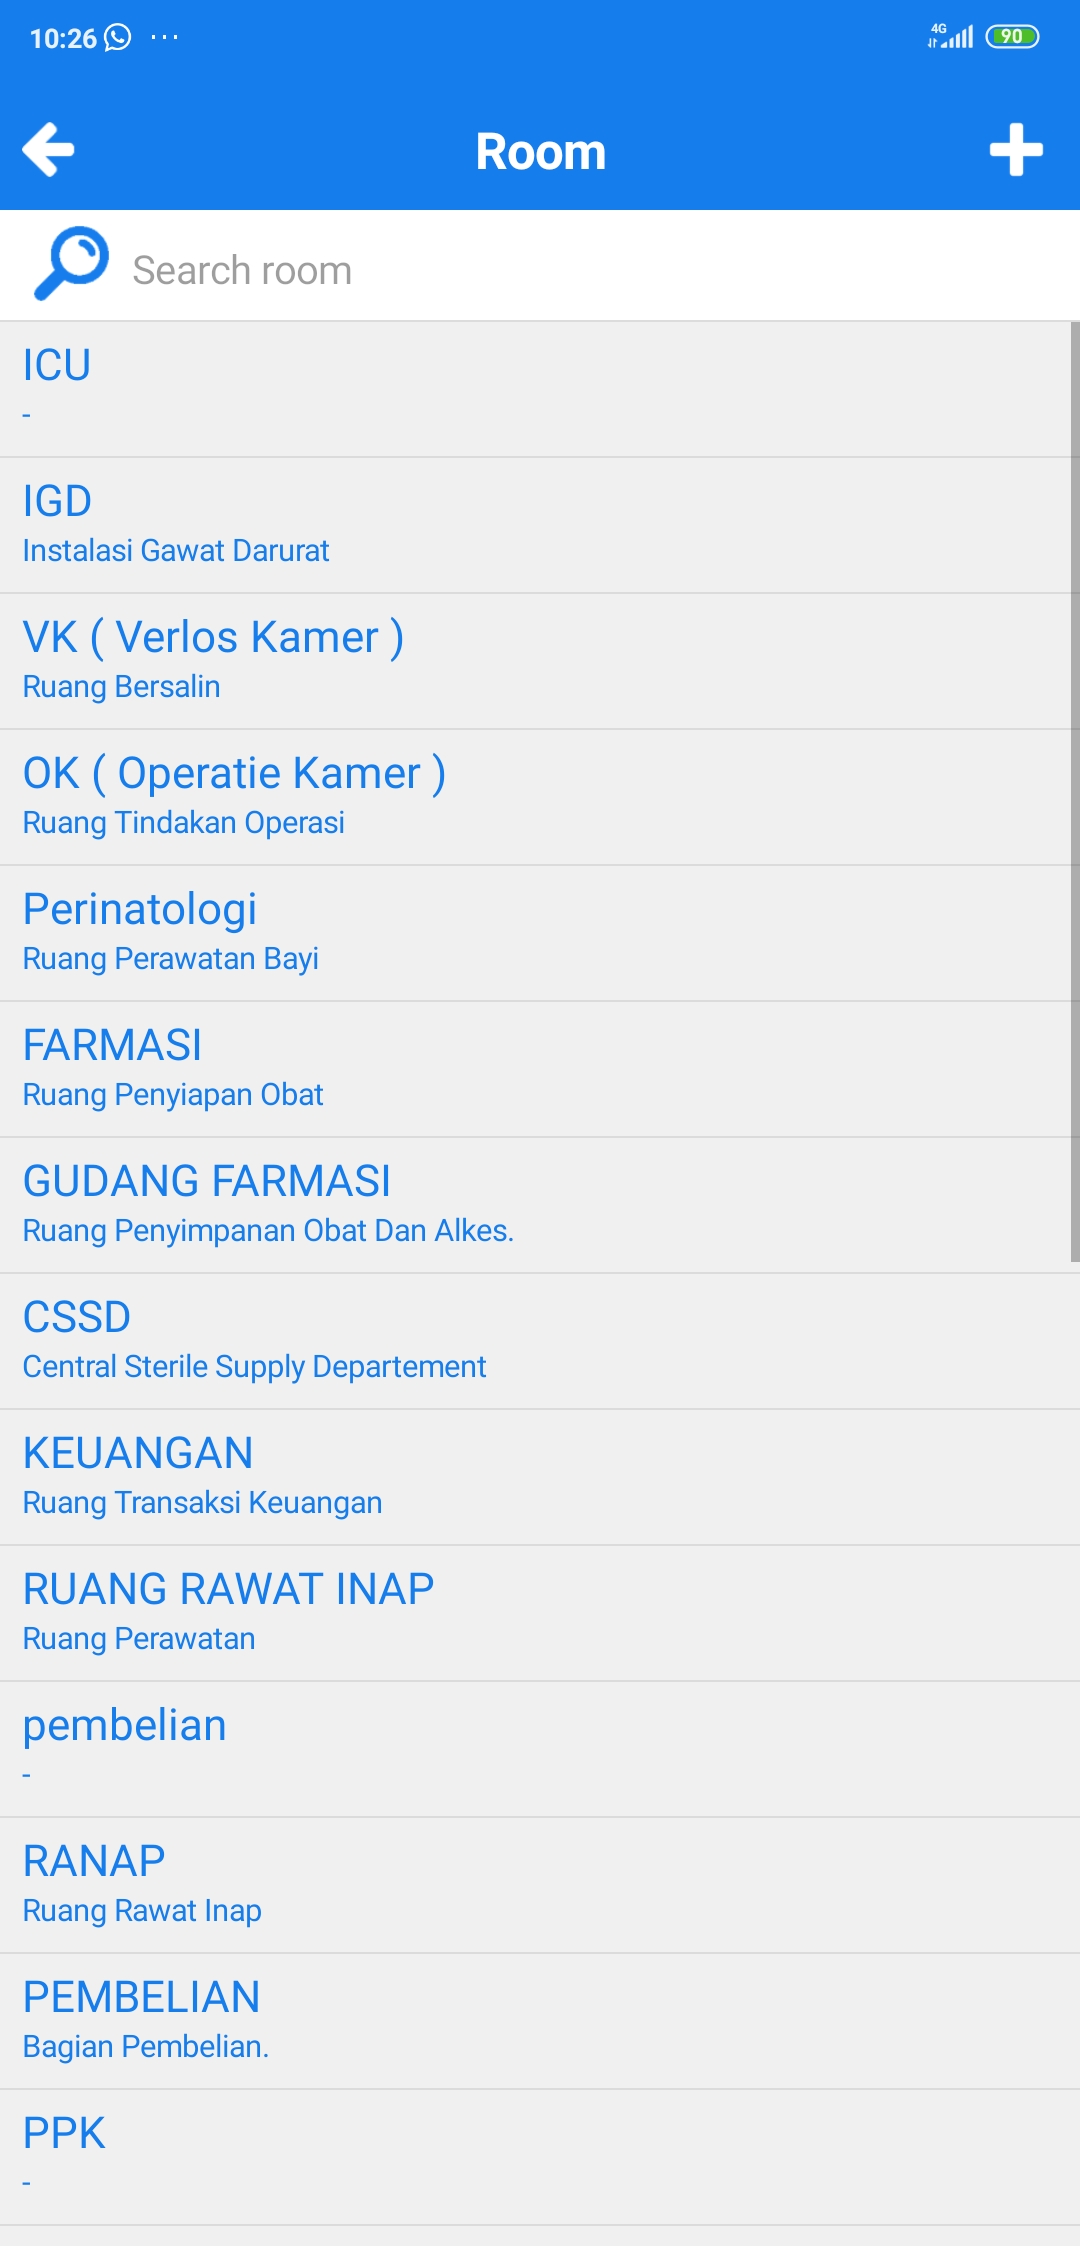 10:26 ...
4G 90
Room
Search room
ICU
-
IGD
Instalasi Gawat Darurat
VK ( Verlos Kamer )
Ruang Bersalin
OK ( Operatie Kamer )
Ruang Tindakan Operasi
Perinatologi
Ruang Perawatan Bayi
FARMASI
Ruang Penyiapan Obat
GUDANG FARMASI
Ruang Penyimpanan Obat Dan Alkes.
CSSD
Central Sterile Supply Departement
KEUANGAN
Ruang Transaksi Keuangan
RUANG RAWAT INAP
Ruang Perawatan
pembelian
-
RANAP
Ruang Rawat Inap
PEMBELIAN
Bagian Pembelian.
PPK
-